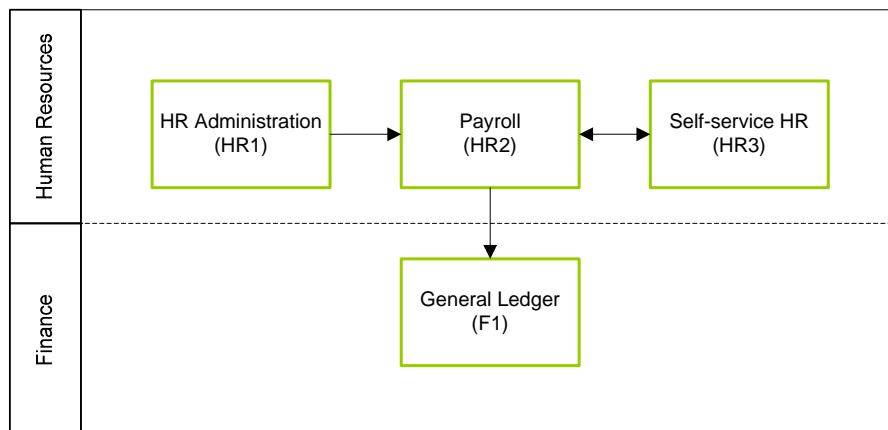 Human Resources
HR Administration
(HR1)
Payroll
(HR2)
Self-service HR
(HR3)
Finance
General Ledger
(F1)